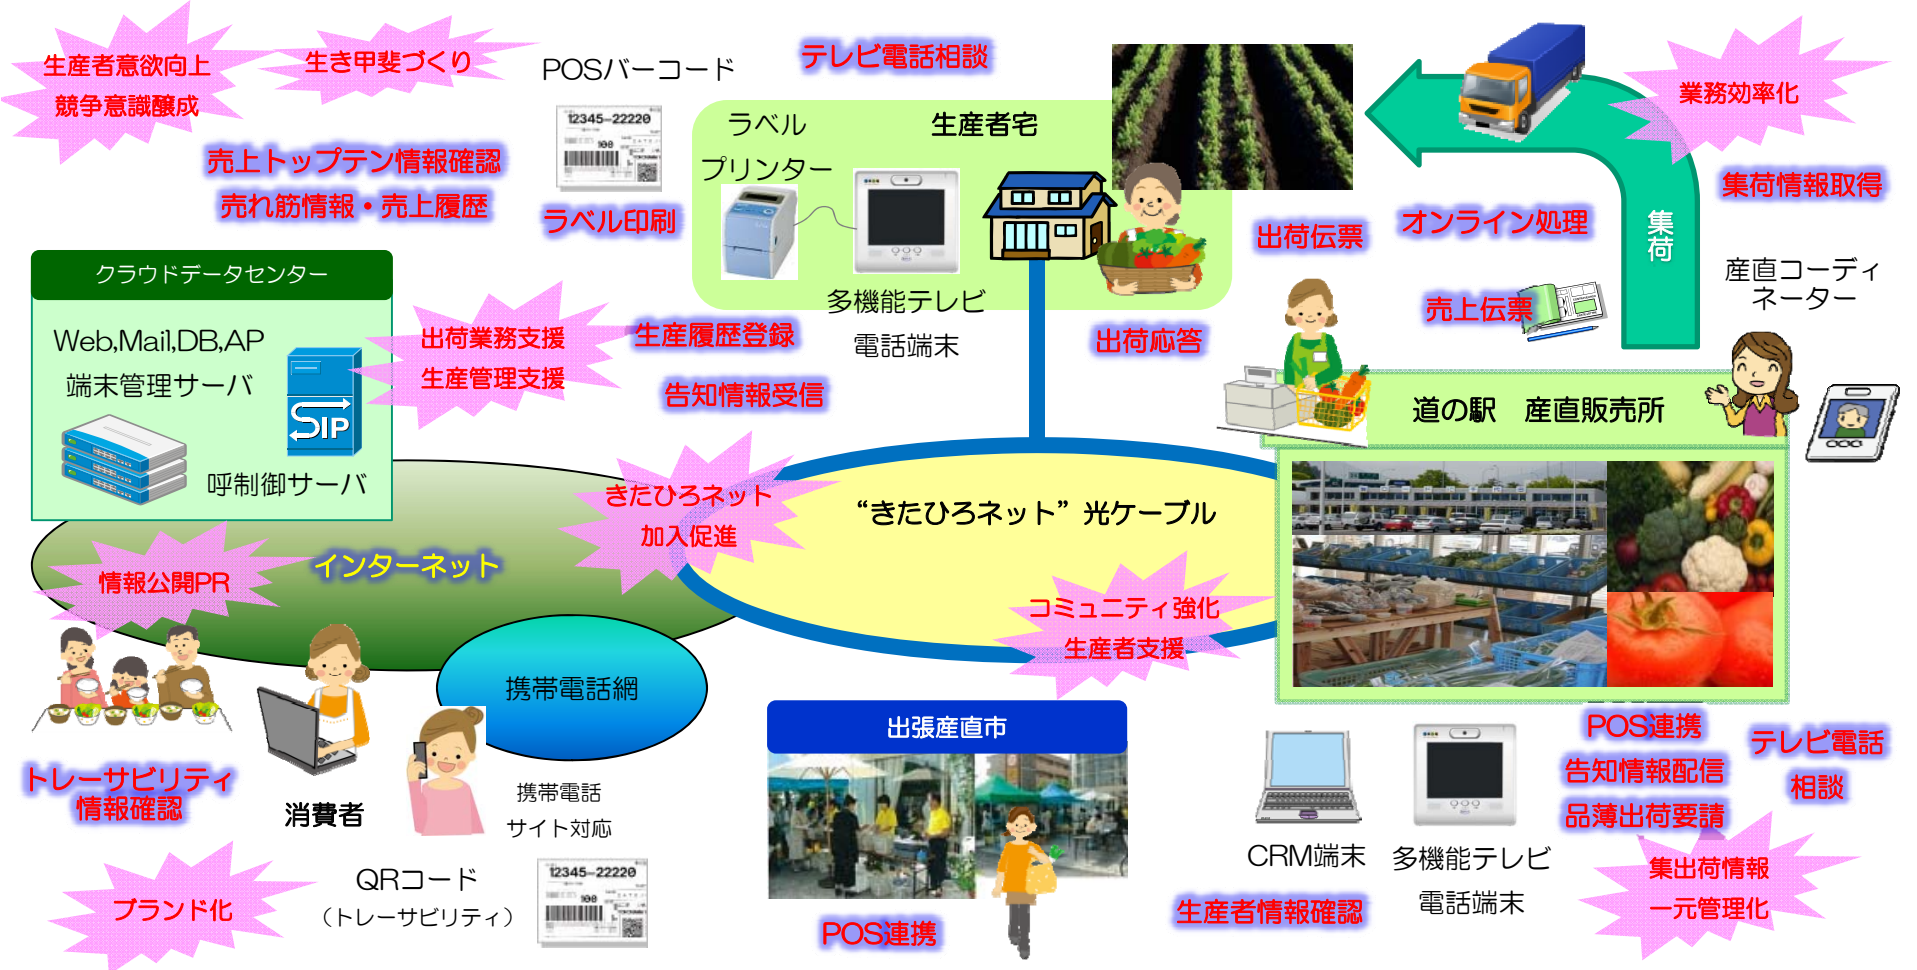 生産者意欲向上
競争意識醸成
生き甲斐づくり
POSバーコード
テレビ電話相談
業務効率化
12345-22220
100
ラベル
プリンター
生産者宅
売上トップテン情報確認
売れ筋情報・売上履歴
ラベル印刷
出荷伝票
オンライン処理
集荷
集荷情報取得
クラウドデータセンター
Web,Mail,DB,AP
端末管理サーバ
SIP
呼制御サーバ
出荷業務支援
生産管理支援
生産履歴登録
告知情報受信
多機能テレビ
電話端末
出荷応答
売上伝票
産直コーディ
ネーター
道の駅 産直販売所
きたひろネット
加入促進
“きたひろネット”光ケーブル
インターネット
情報公開PR
コミュニティ強化
生産者支援
携帯電話網
出張産直市
トレーサビリティ
情報確認
消費者
携帯電話
サイト対応
POS連携
告知情報配信
品薄出荷要請
テレビ電話
相談
CRM端末
多機能テレビ
電話端末
集出荷情報
一元管理化
生産者情報確認
POS連携
ブランド化
QRコード
（トレーサビリティ）
12345-22220
100